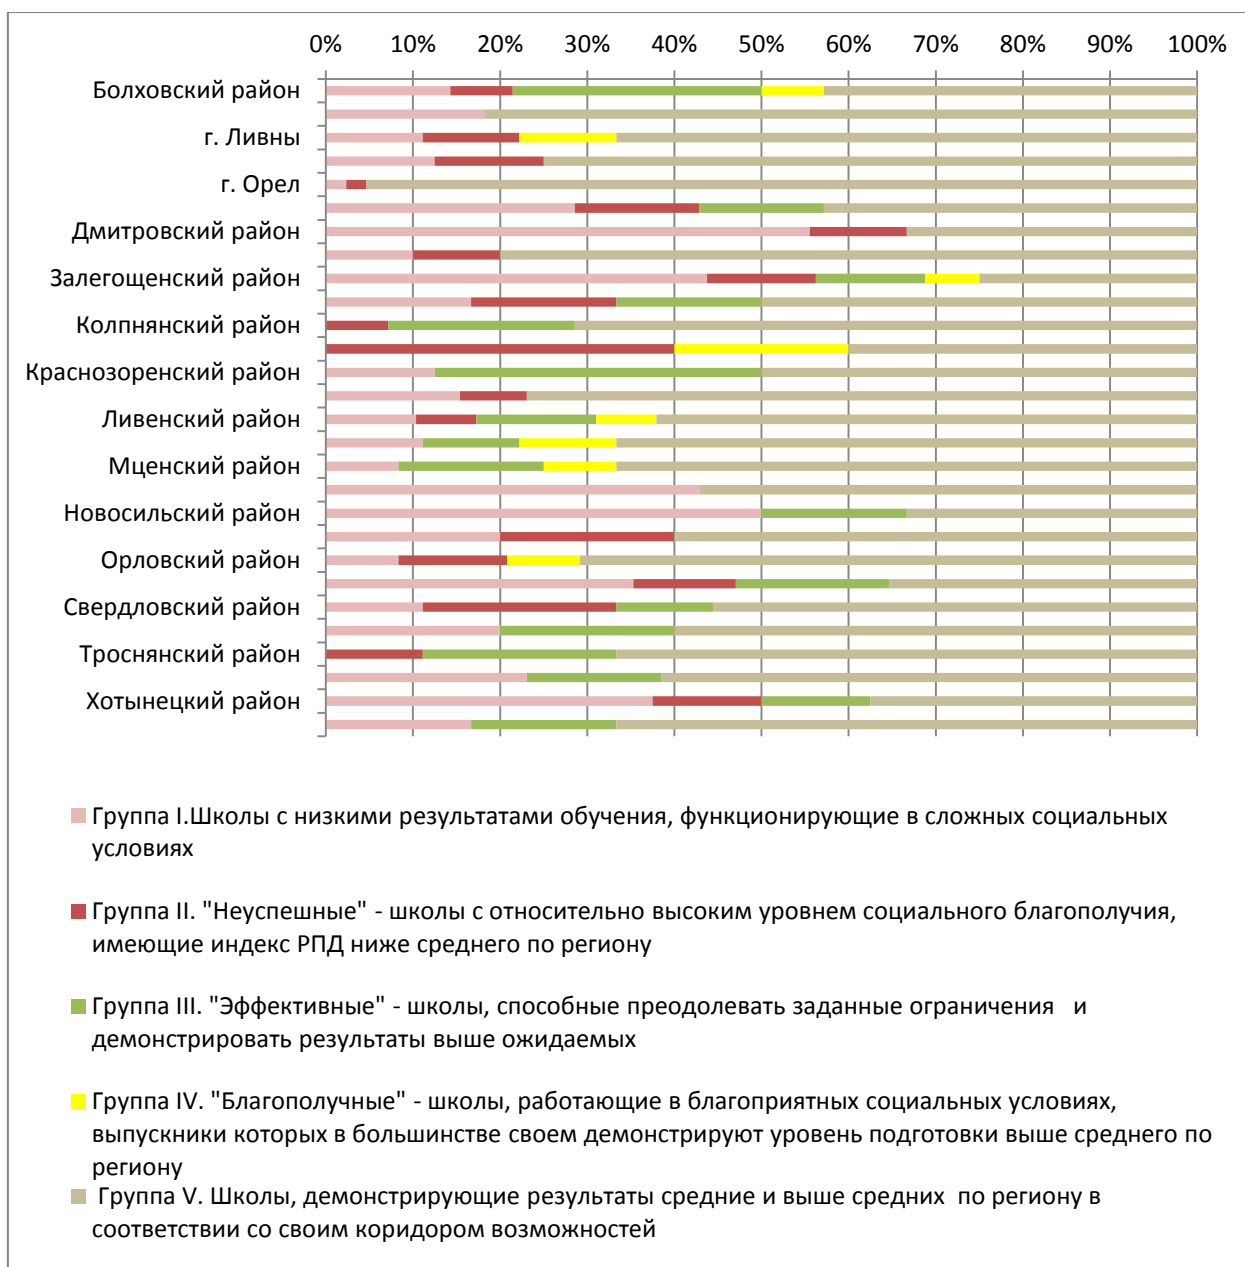 0% 10% 20% 30% 40% 50% 60% 70% 80% 90% 100%
Болховский район
г. Ливны
г. Орел
Дмитровский район
Залегощенский район
Колпнянский район
Краснозоренский район
Ливенский район
Мценский район
Новосильский район
Орловский район
Свердловский район
Троснянский район
Хотынецкий район
Группа I.Школы с низкими результатами обучения, функционирующие в сложных социальных
условиях
Группа II. "Неуспешные" - школы с относительно высоким уровнем социального благополучия,
имеющие индекс РПД ниже среднего по региону
Группа III. "Эффективные" - школы, способные преодолевать заданные ограничения и
демонстрировать результаты выше ожидаемых
Группа IV. "Благополучные" - школы, работающие в благоприятных социальных условиях,
выпускники которых в большинстве своем демонстрируют уровень подготовки выше среднего по
региону
Группа V. Школы, демонстрирующие результаты средние и выше средних по региону в
соответствии со своим коридором возможностей